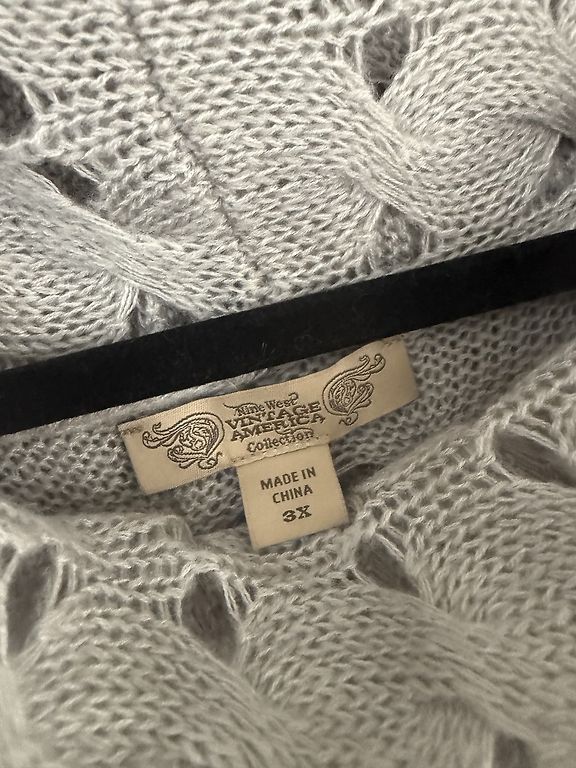 Nine West
VINTAGE
AMERICA
Collection
MADE IN
CHINA
3X